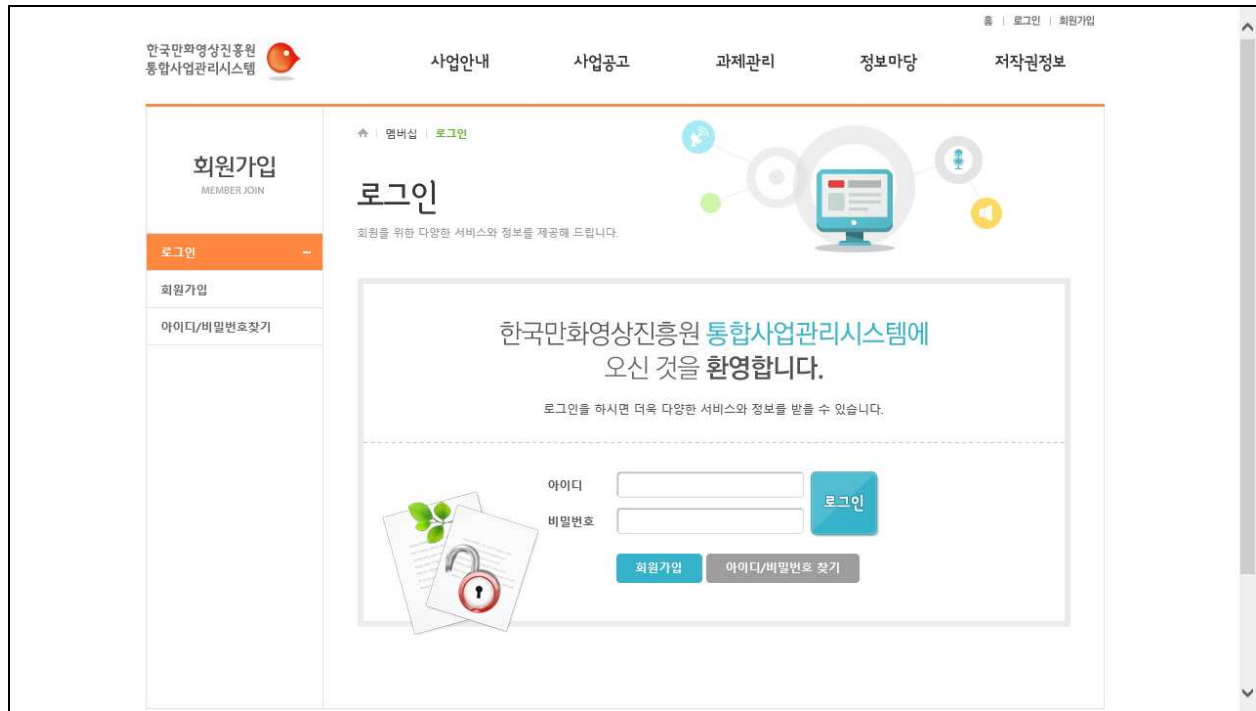 홈 | 로그인 | 회원가입
한국만화영상진흥원
통합사업관리시스템
사업안내 사업공고 과제관리 정보마당 저작권정보
회원가입
MEMBER JOIN
로그인
회원가입
아이디/비밀번호찾기
멤버십 | 로그인
로그인
회원을 위한 다양한 서비스와 정보를 제공해 드립니다.
한국만화영상진흥원 통합사업관리시스템에
오신 것을 환영합니다.
로그인을 하시면 더욱 다양한 서비스와 정보를 받을 수 있습니다.
아이디
비밀번호
로그인
회원가입 아이디/비밀번호 찾기